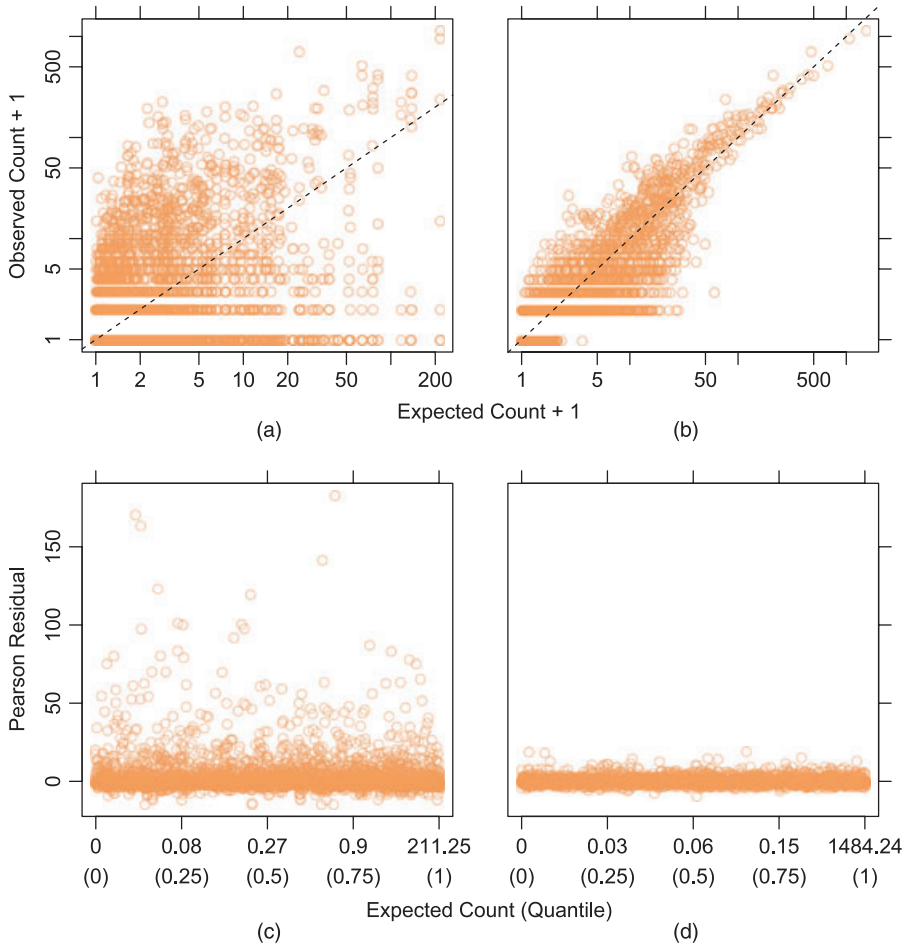 Observed Count + 1
500
50
5
1
1 2 5 10 20 50 200
1 5 50 500
Expected Count + 1
(a) (b)
Pearson Residual
150
100
50
0
0 0.08 0.27 0.9 211.25
(0) (0.25) (0.5) (0.75) (1)
0 0.03 0.06 0.15 1484.24
(0) (0.25) (0.5) (0.75) (1)
Expected Count (Quantile)
(c) (d)